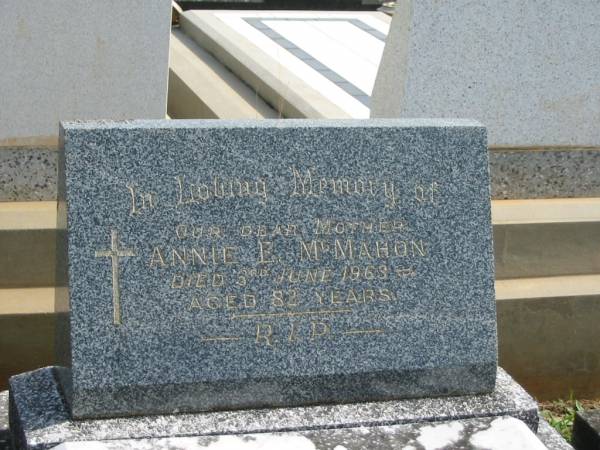 In Loving Memory of
OUR DEAR MOTHER
ANNIE E. McMAHON
DIED 3RD JUNE 1963
AGED 82 YEARS
R.I.P.